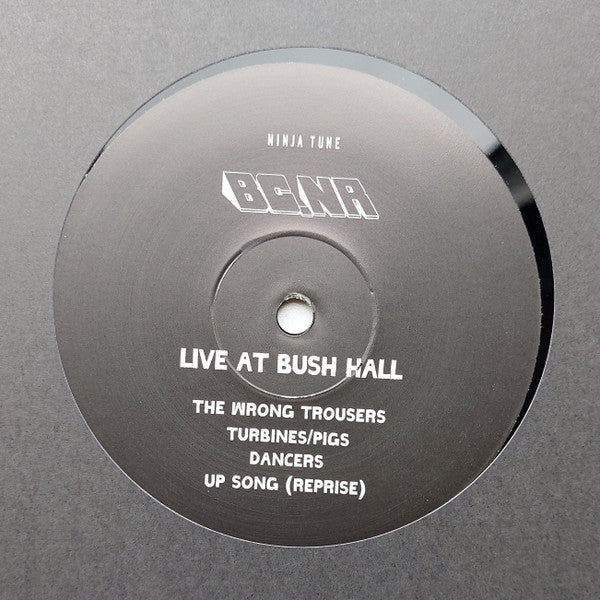 NINJA TUNE
BC,NR
LIVE AT BUSH HALL
THE WRONG TROUSERS
TURBINES/PIGS
DANCERS
UP SONG (REPRISE)